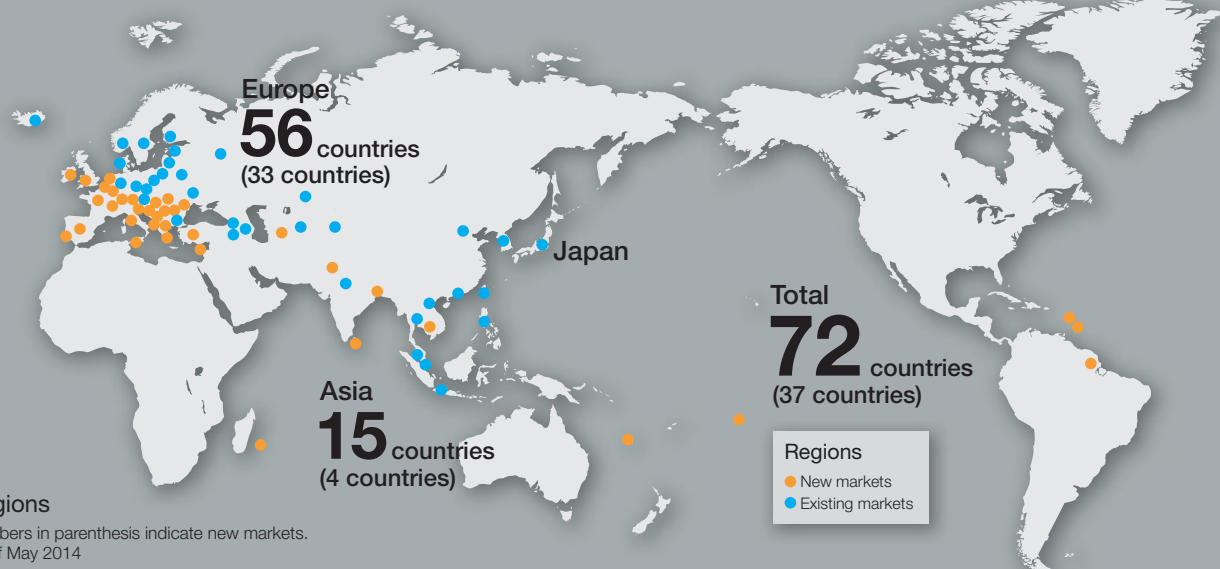 Europe
56 countries
(33 countries)
Japan
Total
72 countries
(37 countries)
Asia
15 countries
(4 countries)
Regions
New markets
Existing markets
gions
bers in parenthesis indicate new markets.
f May 2014